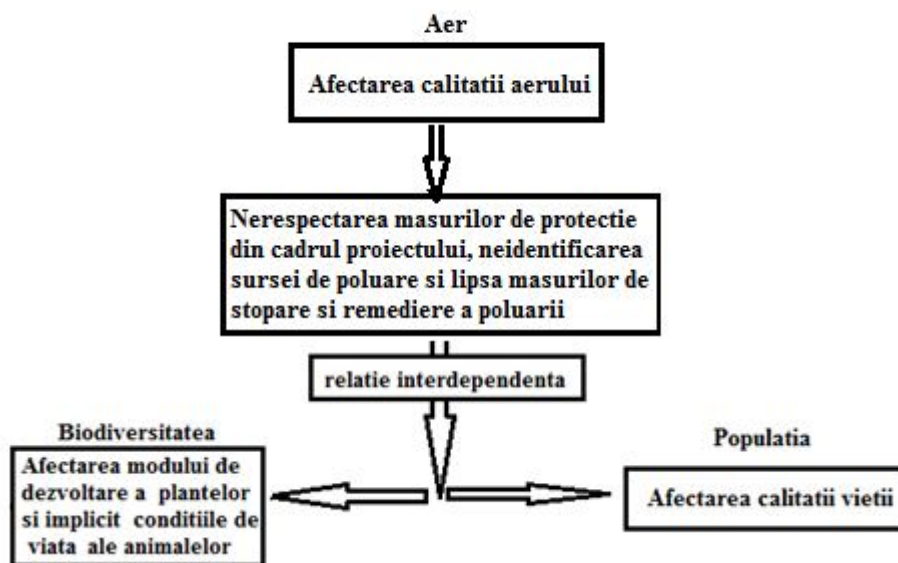 Aer
Afectarea calitatii aerului
Nerespectarea masurilor de protectie
din cadrul proiectului, neidentificarea
sursei de poluare si lipsa masurilor de
stopare si remediere a poluarii
relatie interdependenta
Biodiversitatea
Afectarea modului de
dezvoltare a plantelor
si implicit conditiile de
viata ale animalelor
Populatia
Afectarea calitatii vietii